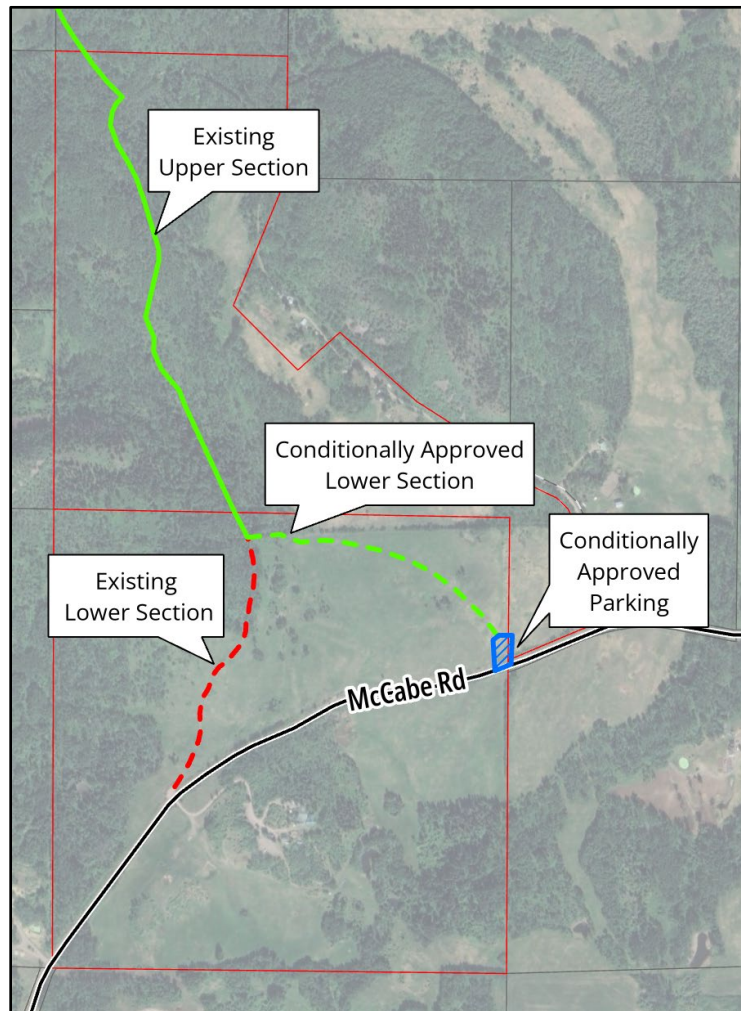 Existing
Upper Section
Conditionally Approved
Lower Section
Conditionally
Approved
Parking
Existing
Lower Section
McCabe Rd